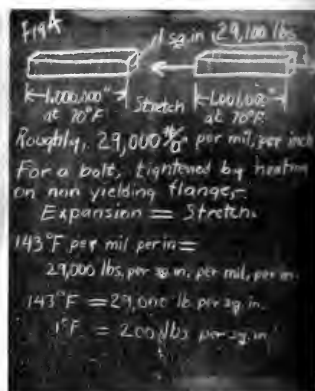 Fig A
1 sq. in. 29,100 lbs
1,000,000" Stretch 1,001,000"
at 70°F. at 70°F.
Roughly, 29,000 #/□" per mil, per inch
For a bolt, tightened by heating
on non yielding flange,-
Expansion = Stretch.
143°F per mil per in =
29,000 lbs. per sq in. per mil, per in.
143°F = 29,000 lb per sq in.
1°F = 200 lbs per sq. in